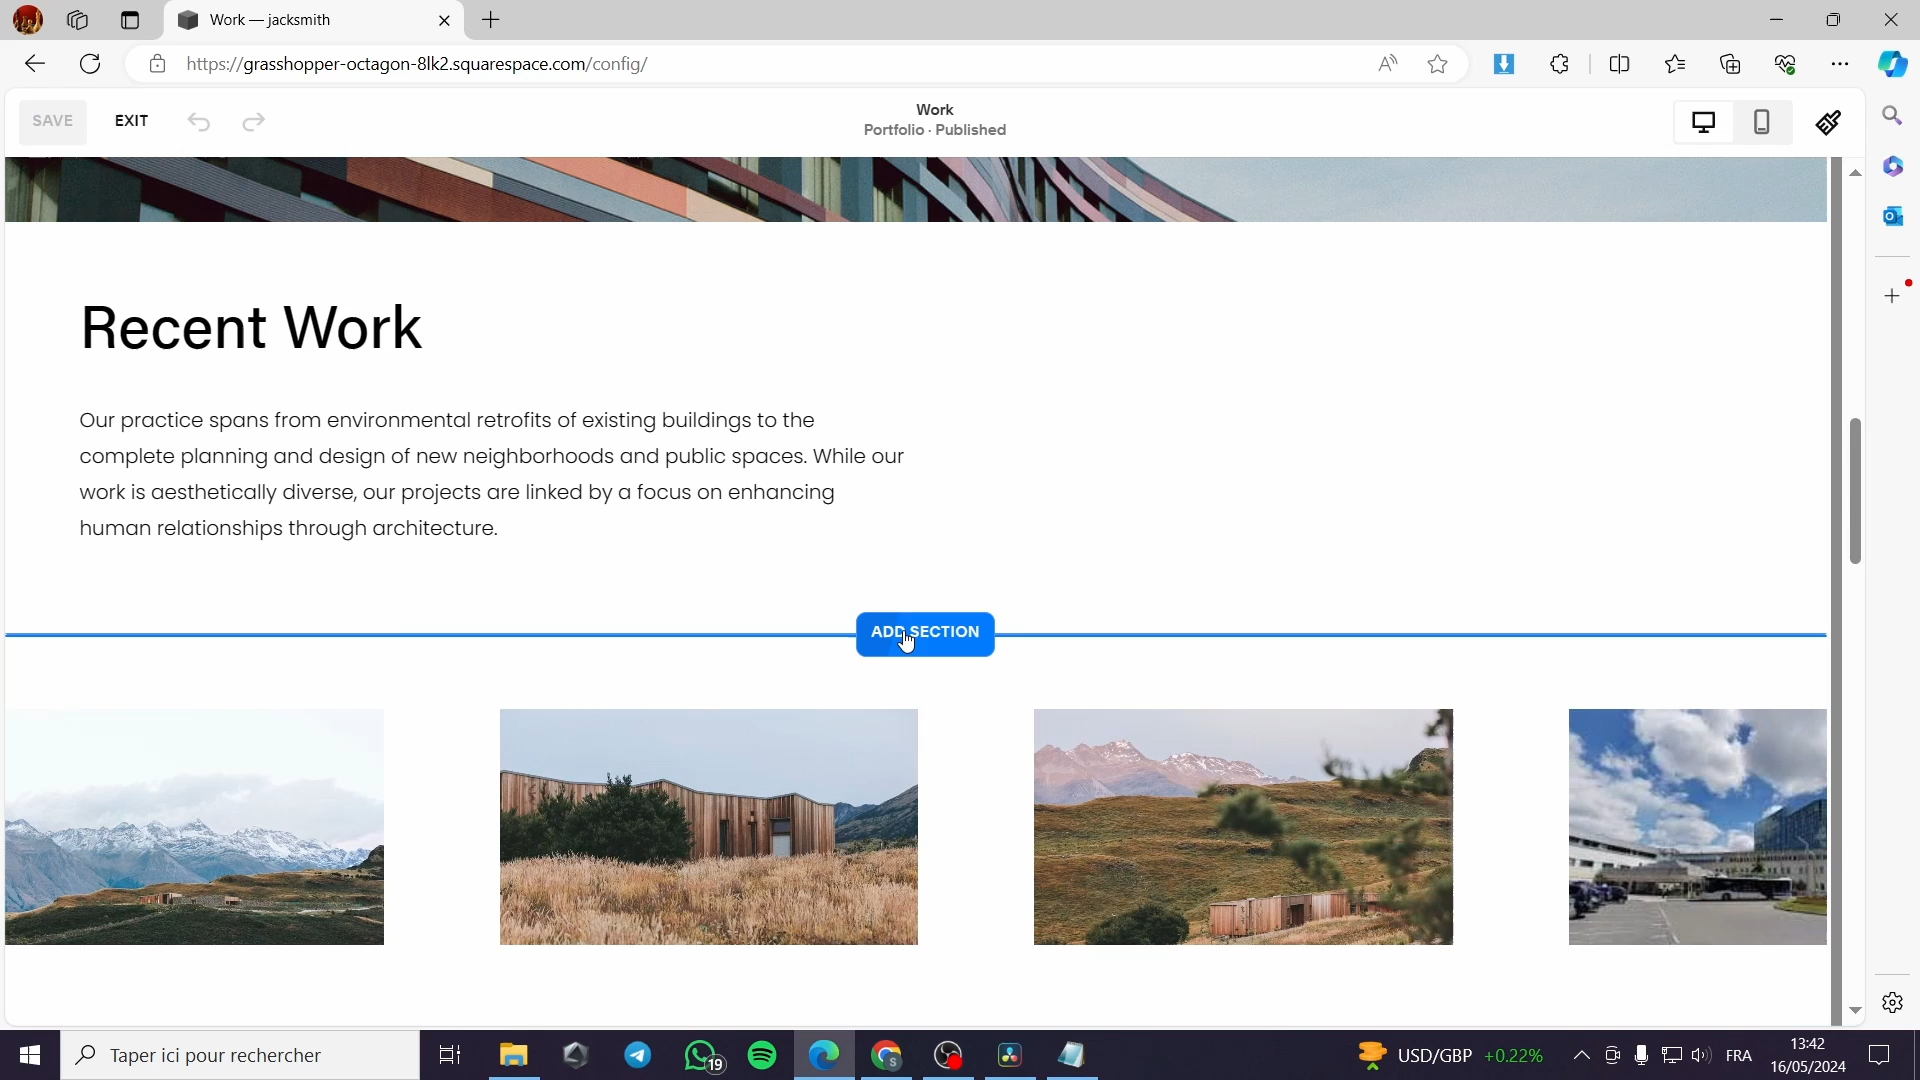 Work — jacksmith
https://grasshopper-octagon-8lk2.squarespace.com/config/
SAVE
EXIT
Work
Portfolio · Published
Recent Work
Our practice spans from environmental retrofits of existing buildings to the
complete planning and design of new neighborhoods and public spaces. While our
work is aesthetically diverse, our projects are linked by a focus on enhancing
human relationships through architecture.
ADD SECTION
Taper ici pour rechercher
19
S
USD/GBP +0.22%
FRA
13:42
16/05/2024